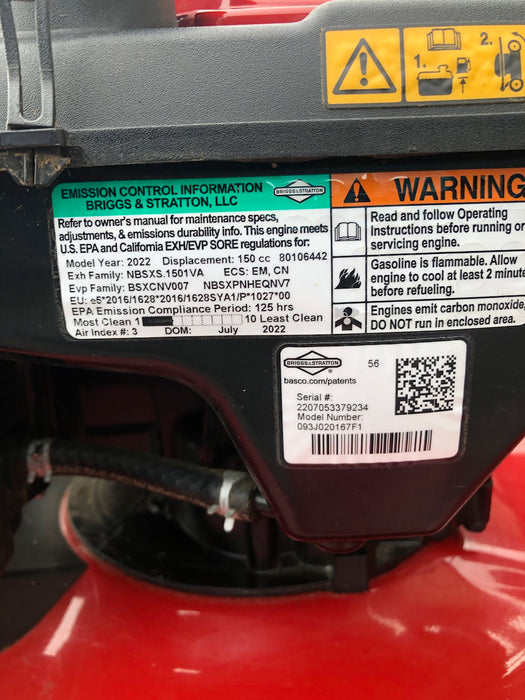 1.
2.
EMISSION CONTROL INFORMATION
BRIGGS & STRATTON, LLC
BRIGGS&STRATTON
Refer to owner's manual for maintenance specs,
adjustments, & emissions durability info. This engine meets
U.S. EPA and California EXH/EVP SORE regulations for:
Model Year: 2022 Displacement: 150 cc 80106442
Exh Family: NBSXS.1501VA ECS: EM, CN
Evp Family: BSXCNV007 NBSXPNHEQNV7
EU: e5*2016/1628*2016/1628SYA1/P*1027*00
EPA Emission Compliance Period: 125 hrs
Most Clean 1 10 Least Clean
Air Index #: 3 DOM: July 2022
WARNING
Read and follow Operating
Instructions before running or
servicing engine.
Gasoline is flammable. Allow
engine to cool at least 2 minute
before refueling.
Engines emit carbon monoxide,
DO NOT run in enclosed area.
BRIGGS&STRATTON
56
basco.com/patents
Serial #:
2207053379234
Model Number:
093J020167F1